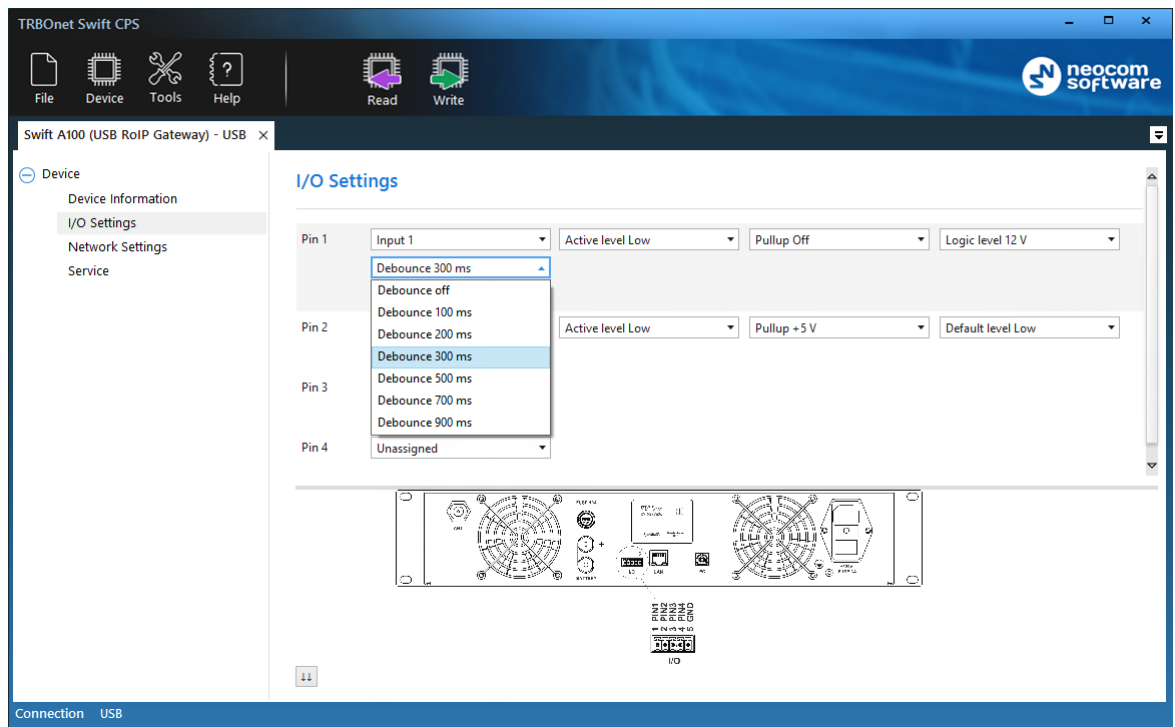 TRBOnet Swift CPS
File Device Tools Help Read Write
neocom
software
Swift A100 (USB RoIP Gateway) - USB
Device
Device Information
I/O Settings
Network Settings
Service
I/O Settings
Pin 1 Input 1 Active level Low Pullup Off Logic level 12 V
Debounce 300 ms
Debounce off
Debounce 100 ms
Debounce 200 ms
Debounce 300 ms
Debounce 500 ms
Debounce 700 ms
Debounce 900 ms
Pin 2 Active level Low Pullup +5 V Default level Low
Pin 3
Pin 4 Unassigned
ANT
BATTERY
I/O LAN
1 PIN1
2 PIN2
3 PIN3
4 PIN4
5 GND
I/O
Connection USB